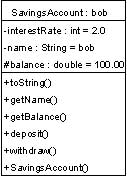 SavingsAccount : bob
-interestRate : int = 2.0
-name : String = bob
#balance : double = 100.00
+toString()
+getName()
+getBalance()
+deposit()
+withdraw()
+SavingsAccount()